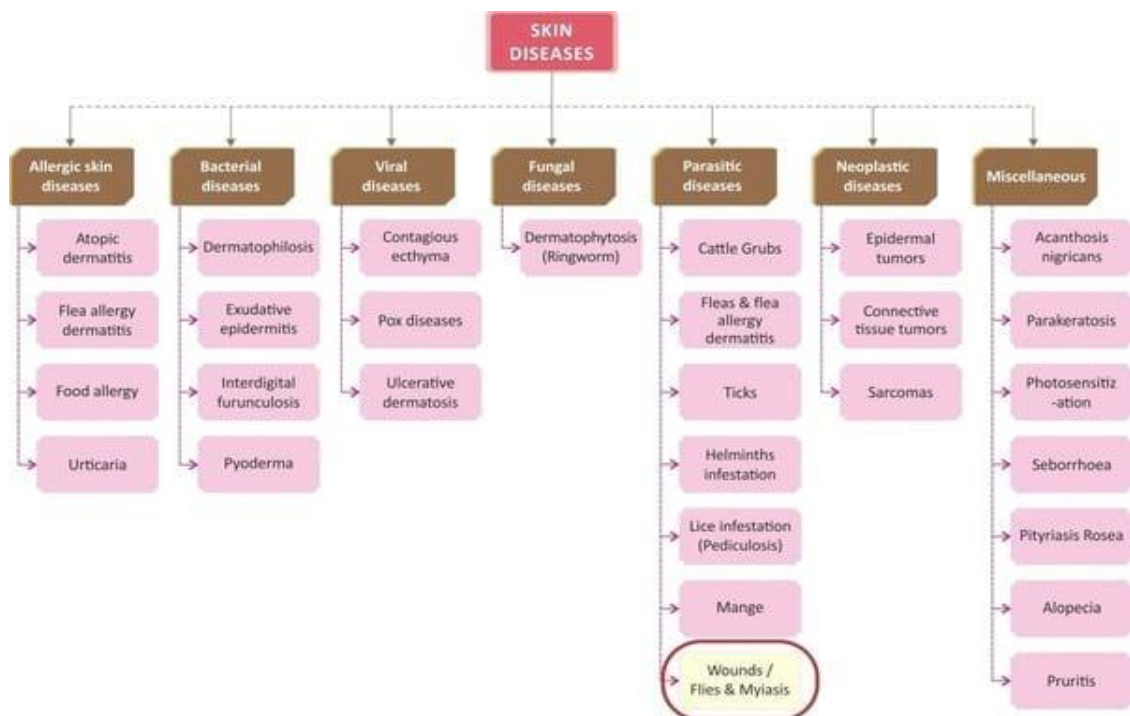 SKIN
DISEASES
Allergic skin
diseases
Atopic
dermatitis
Flea allergy
dermatitis
Food allergy
Urticaria
Bacterial
diseases
Dermatophilosis
Exudative
epidermitis
Interdigital
furunculosis
Pyoderma
Viral
diseases
Contagious
ecthyma
Pox diseases
Ulcerative
dermatosis
Fungal
diseases
Dermatophytosis
(Ringworm)
Parasitic
diseases
Cattle Grubs
Fleas & flea
allergy
dermatitis
Ticks
Helminths
infestation
Lice infestation
(Pediculosis)
Mange
Wounds /
Flies & Myiasis
Neoplastic
diseases
Epidermal
tumors
Connective
tissue tumors
Sarcomas
Miscellaneous
Acanthosis
nigricans
Parakeratosis
Photosensitiz
-ation
Seborrhoea
Pityriasis Rosea
Alopecia
Pruritis